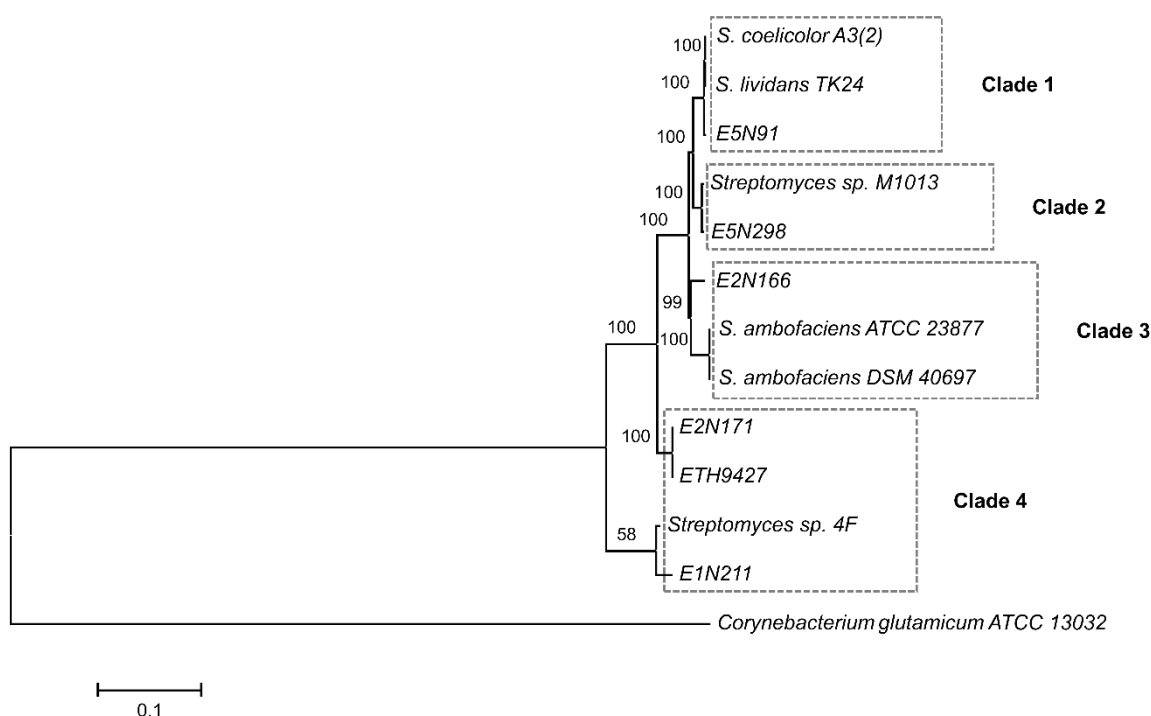 100
S. coelicolor A3(2)
100
S. lividans TK24
Clade 1
100
E5N91
100
Streptomyces sp. M1013
Clade 2
100
E5N298
E2N166
99
100
S. ambofaciens ATCC 23877
Clade 3
100
S. ambofaciens DSM 40697
100
E2N171
ETH9427
Clade 4
58
Streptomyces sp. 4F
E1N211
Corynebacterium glutamicum ATCC 13032
0.1